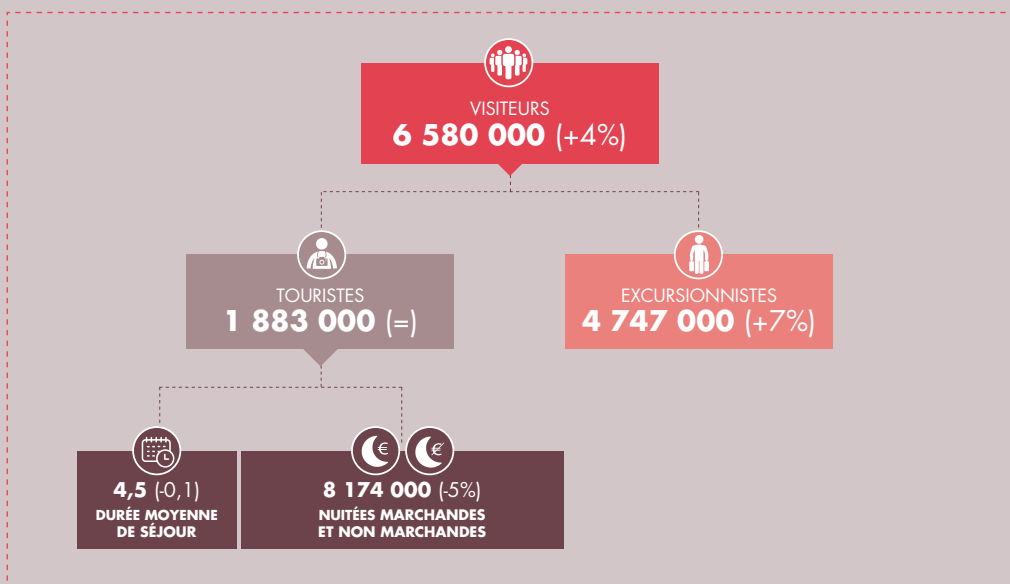 VISITEURS
6 580 000 (+4%)
TOURISTES
1 883 000 (=)
EXCURSIONNISTES
4 747 000 (+7%)
4,5 (-0,1)
DURÉE MOYENNE
DE SÉJOUR
€ €
8 174 000 (-5%)
NUITÉES MARCHANDES
ET NON MARCHANDES